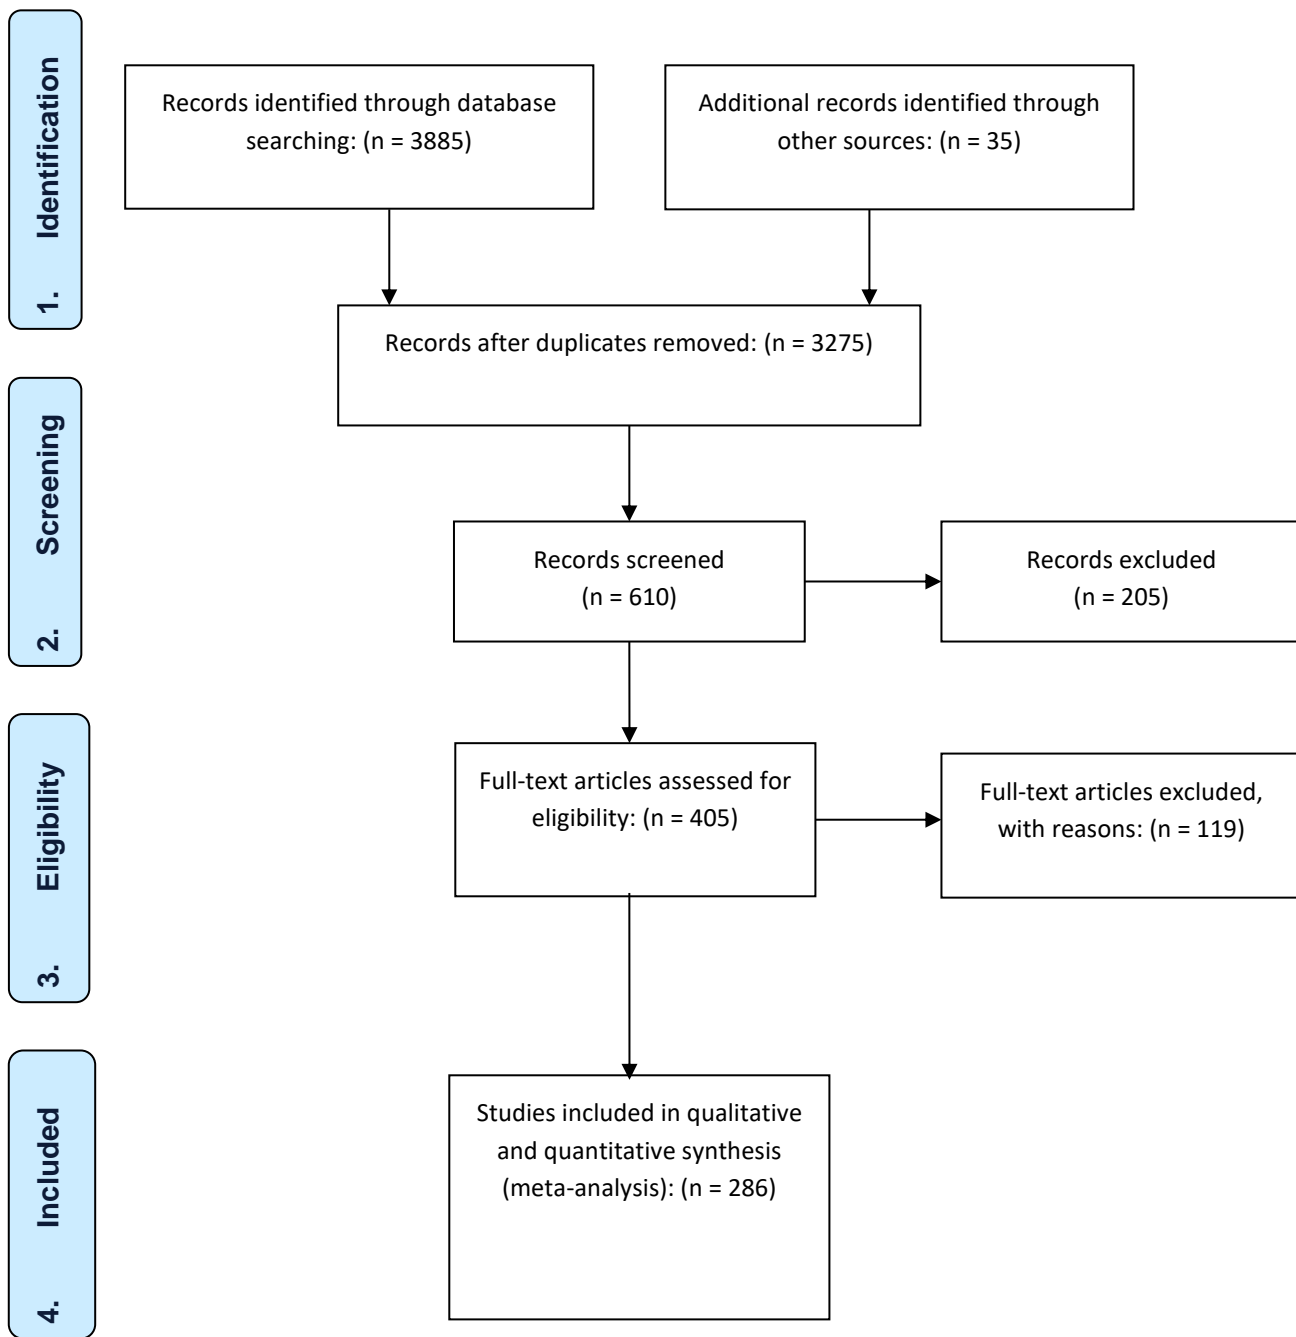 1. Identification
Records identified through database
searching: (n = 3885)
Additional records identified through
other sources: (n = 35)
Records after duplicates removed: (n = 3275)
2. Screening
Records screened
(n = 610)
Records excluded
(n = 205)
3. Eligibility
Full-text articles assessed for
eligibility: (n = 405)
Full-text articles excluded,
with reasons: (n = 119)
4. Included
Studies included in qualitative
and quantitative synthesis
(meta-analysis): (n = 286)